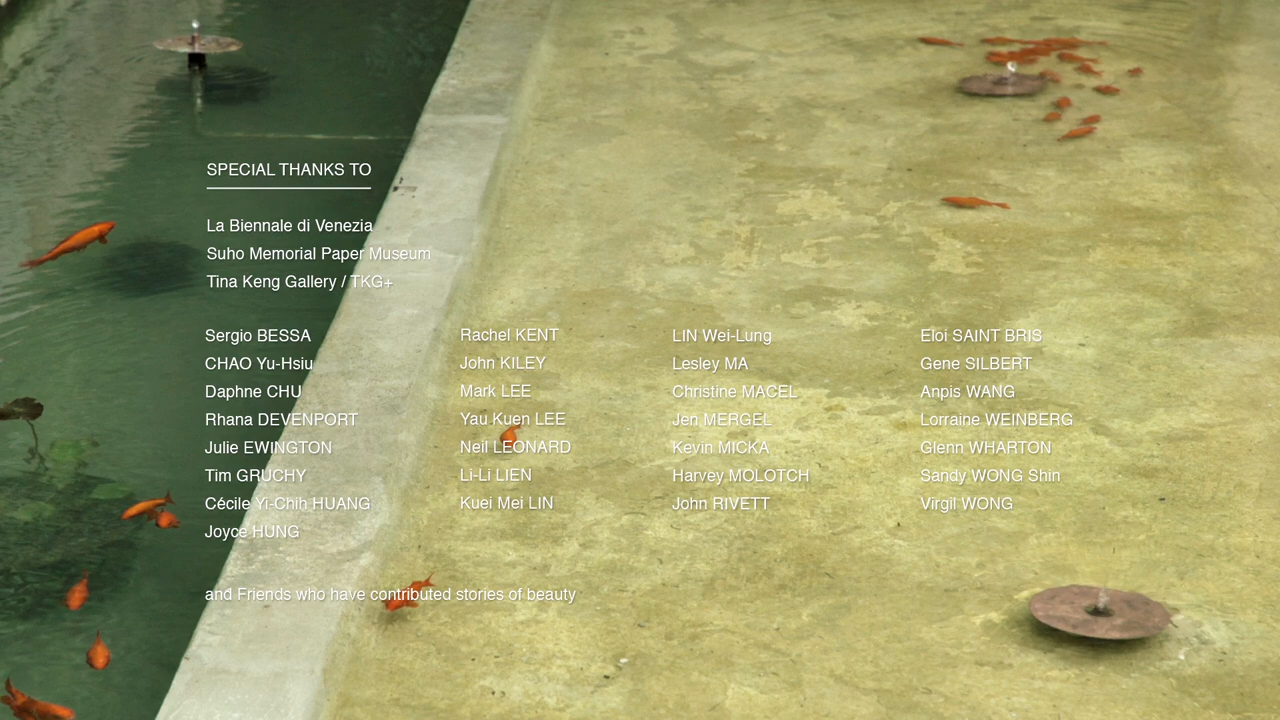 SPECIAL THANKS TO
La Biennale di Venezia
Suho Memorial Paper Museum
Tina Keng Gallery / TKG+
Sergio BESSA
CHAO Yu-Hsiu
Daphne CHU
Rhana DEVENPORT
Julie EWINGTON
Tim GRUCHY
Cécile Yi-Chih HUANG
Joyce HUNG
Rachel KENT
John KILEY
Mark LEE
Yau Kuen LEE
Neil LEONARD
Li-Li LIEN
Kuei Mei LIN
LIN Wei-Lung
Lesley MA
Christine MACEL
Jen MERGEL
Kevin MICKA
Harvey MOLOTCH
John RIVETT
Eloi SAINT BRIS
Gene SILBERT
Anpis WANG
Lorraine WEINBERG
Glenn WHARTON
Sandy WONG Shin
Virgil WONG
and Friends who have contributed stories of beauty